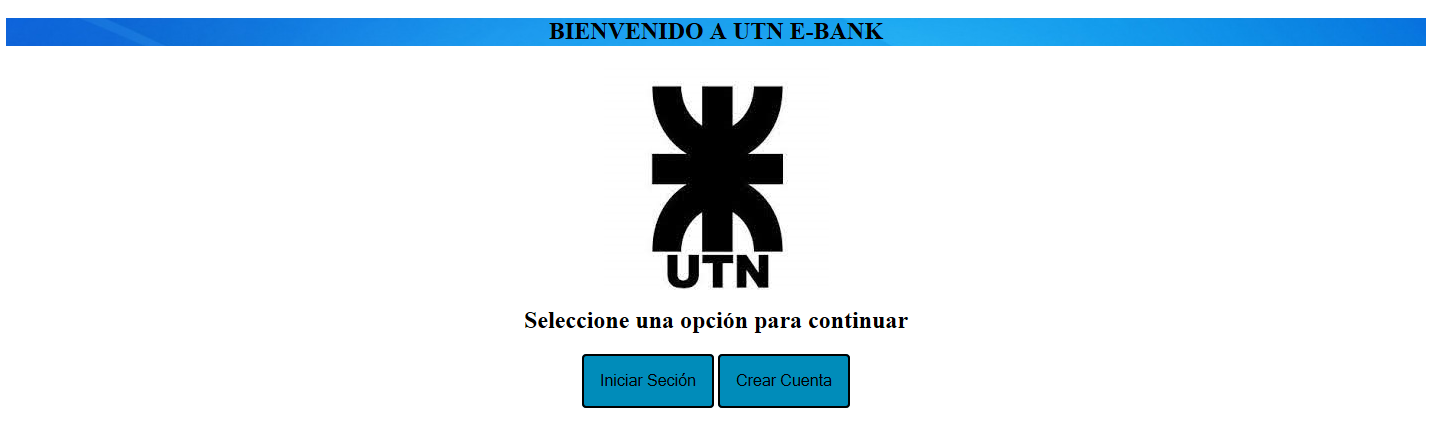 BIENVENIDO A UTN E-BANK
UTN
Seleccione una opción para continuar
Iniciar Seción Crear Cuenta